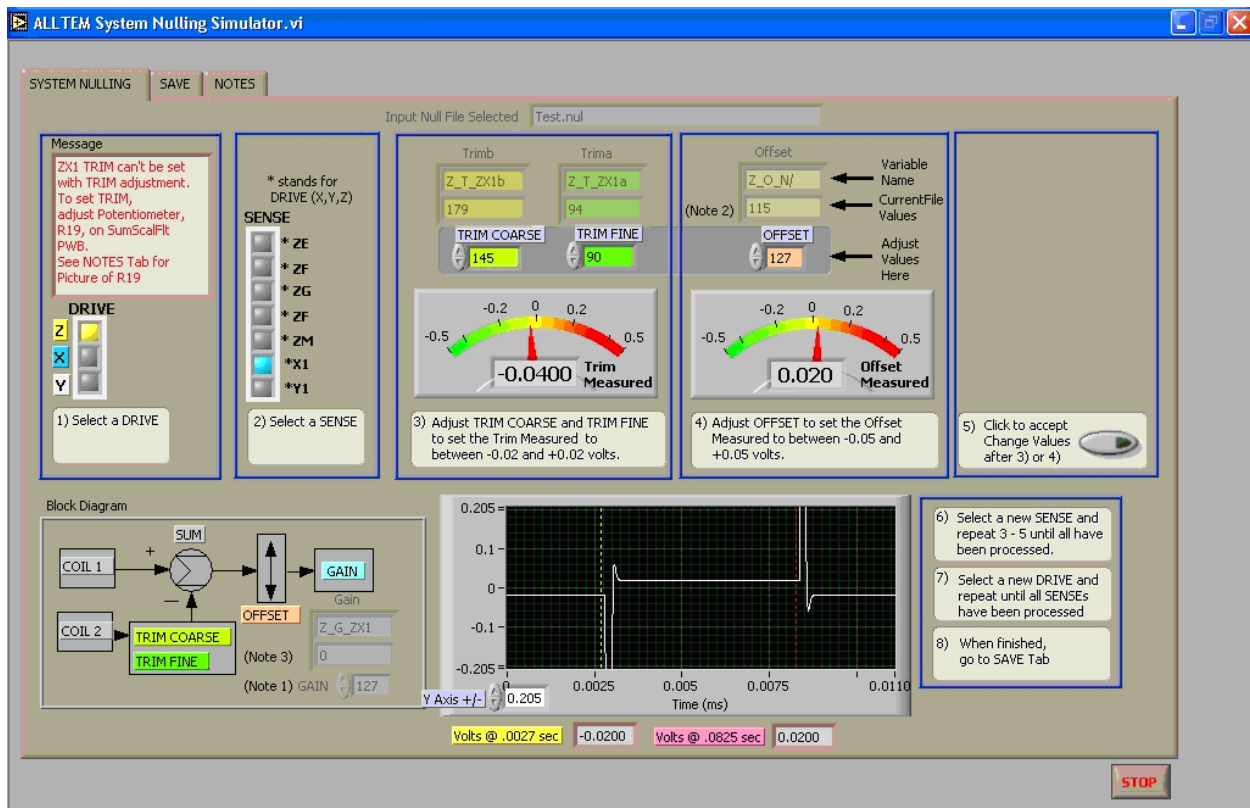 ALLTEM System Nulling Simulator.vi
SYSTEM NULLING
SAVE
NOTES
Input Null File Selected
Test.nul
Message
ZX1 TRIM can't be set
with TRIM adjustment.
To set TRIM,
adjust Potentiometer,
R19, on SumScalFlt
PWB.
See NOTES Tab for
Picture of R19
DRIVE
Z
X
Y
1) Select a DRIVE
* stands for
DRIVE (X,Y,Z)
SENSE
* ZE
* ZF
* ZG
* ZF
* ZM
*X1
*Y1
2) Select a SENSE
Trimb
Trima
Z_T_ZX1b
Z_T_ZX1a
179
94
TRIM COARSE
TRIM FINE
145
90
-0.5
-0.2
0
0.2
0.5
-0.0400
Trim
Measured
3) Adjust TRIM COARSE and TRIM FINE
to set the Trim Measured to
between -0.02 and +0.02 volts.
Offset
Z_O_N/
Variable
Name
(Note 2)
115
CurrentFile
Values
OFFSET
127
Adjust
Values
Here
-0.5
-0.2
0
0.2
0.5
0.020
Offset
Measured
4) Adjust OFFSET to set the Offset
Measured to between -0.05 and
+0.05 volts.
5) Click to accept
Change Values
after 3) or 4)
Block Diagram
COIL 1
+
SUM
COIL 2
−
TRIM COARSE
TRIM FINE
OFFSET
GAIN
Gain
Z_G_ZX1
(Note 3)
0
(Note 1) GAIN
127
0.205
0.1
0
-0.1
-0.205
0
0.0025
0.005
0.0075
0.0110
Time (ms)
Y Axis +/-
0.205
Volts @ .0027 sec
-0.0200
Volts @ .0825 sec
0.0200
6) Select a new SENSE and
repeat 3 - 5 until all have
been processed.
7) Select a new DRIVE and
repeat until all SENSEs
have been processed
8) When finished,
go to SAVE Tab
STOP